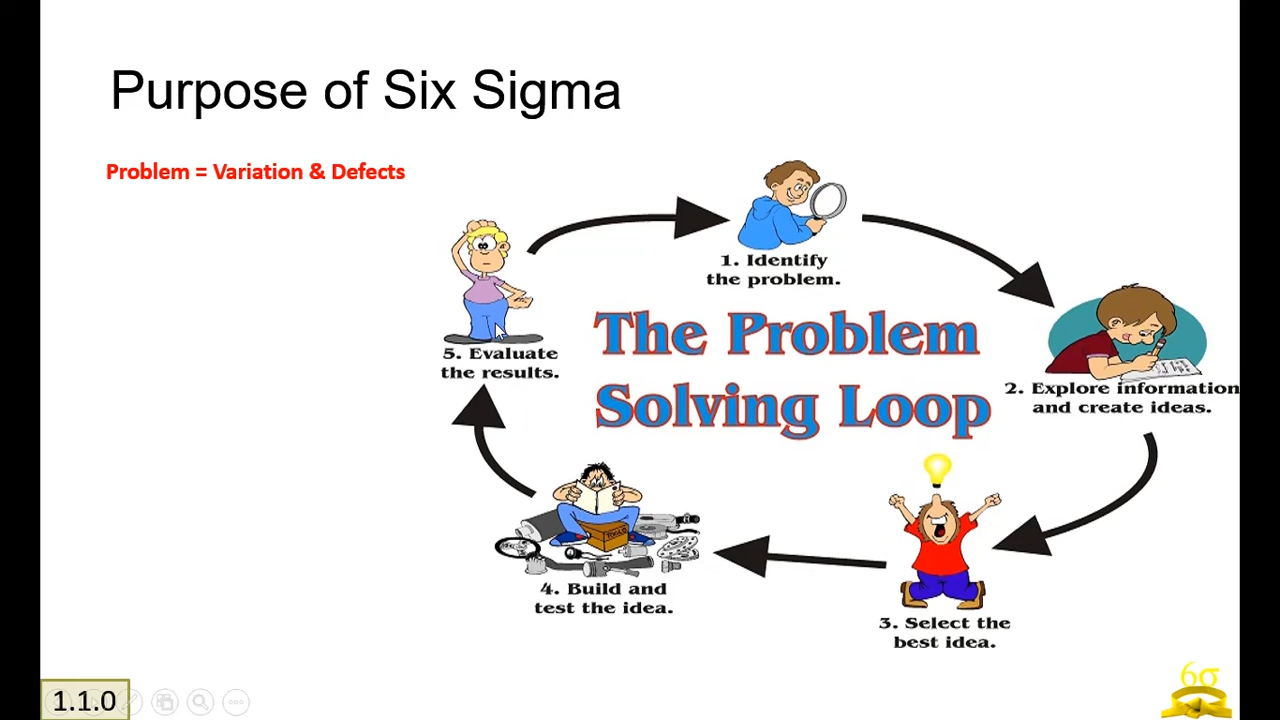 Purpose of Six Sigma
Problem = Variation & Defects
1. Identify
the problem.
The Problem
Solving Loop
2. Explore information
and create ideas.
3. Select the
best idea.
4. Build and
test the idea.
TOOLS
5. Evaluate
the results.
1.1.0
6σ